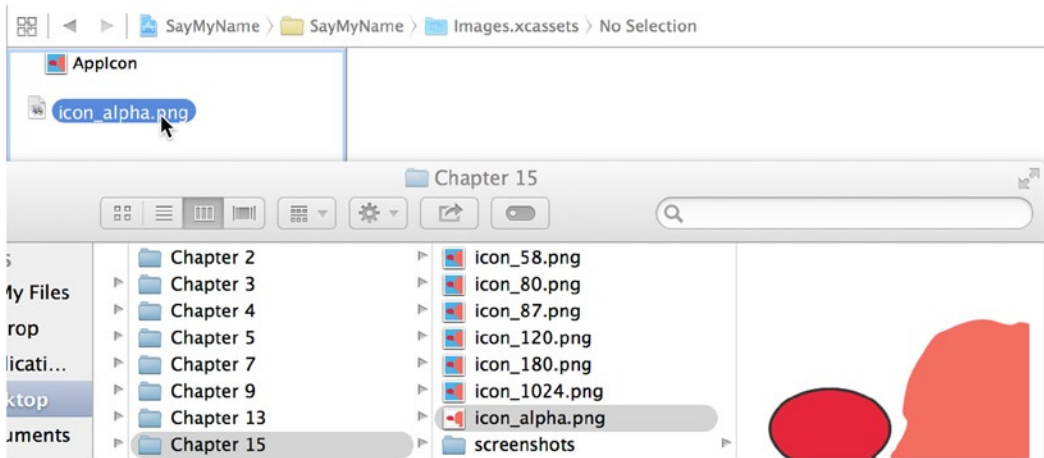 SayMyName SayMyName Images.xcassets No Selection
AppIcon
icon_alpha.png
Chapter 15
Chapter 2
Chapter 3
My Files
Chapter 4
rop
Chapter 5
licati...
Chapter 7
Chapter 9
ktop
Chapter 13
uments
Chapter 15
icon_58.png
icon_80.png
icon_87.png
icon_120.png
icon_180.png
icon_1024.png
icon_alpha.png
screenshots